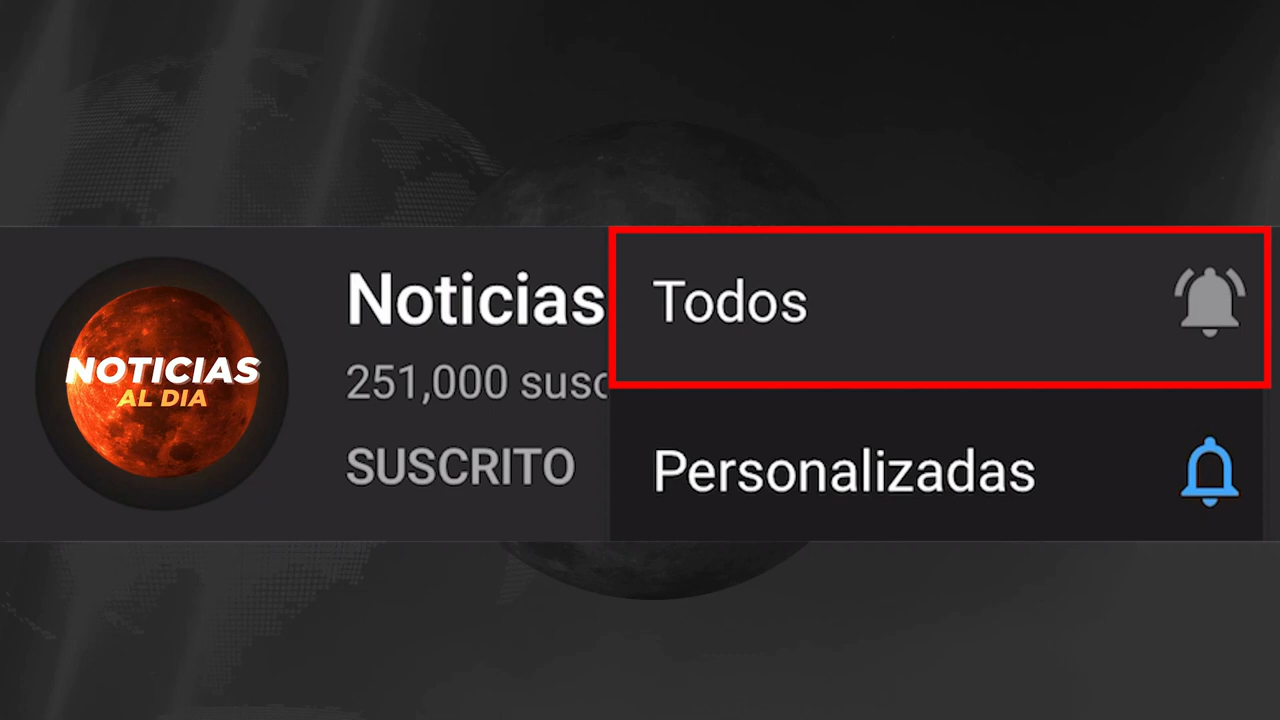 NOTICIAS
AL DIA
Noticias
251,000 susc
SUSCRITO
Todos
Personalizadas